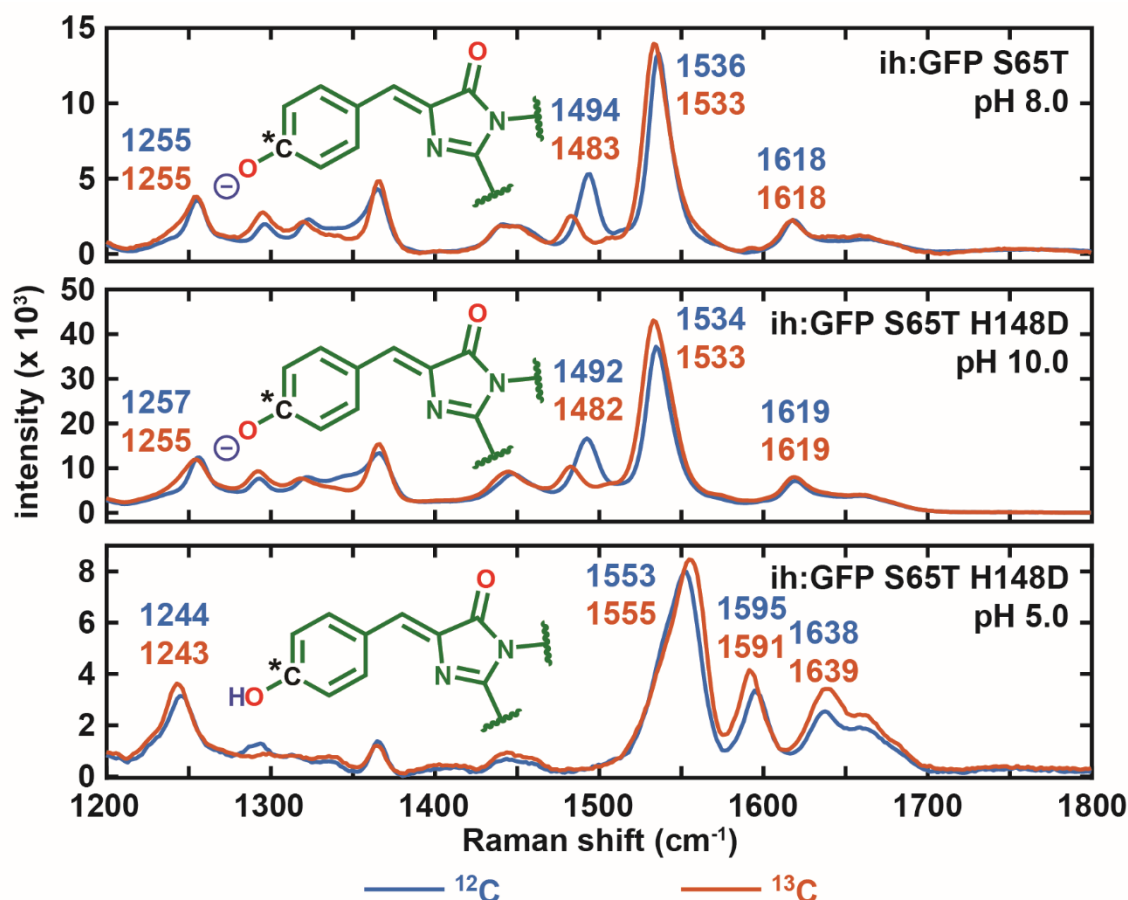 15
10
5
0
ih:GFP S65T
pH 8.0
1255
1255
1494
1483
1536
1533
1618
1618
O
N
N
*C
O
−
50
40
30
20
10
0
ih:GFP S65T H148D
pH 10.0
1257
1255
1492
1482
1534
1533
1619
1619
O
N
N
*C
O
−
intensity (x 10³)
8
6
4
2
0
ih:GFP S65T H148D
pH 5.0
1244
1243
1553
1555
1595
1591
1638
1639
O
N
N
*C
HO
1200 1300 1400 1500 1600 1700 1800
Raman shift (cm⁻¹)
¹²C ¹³C